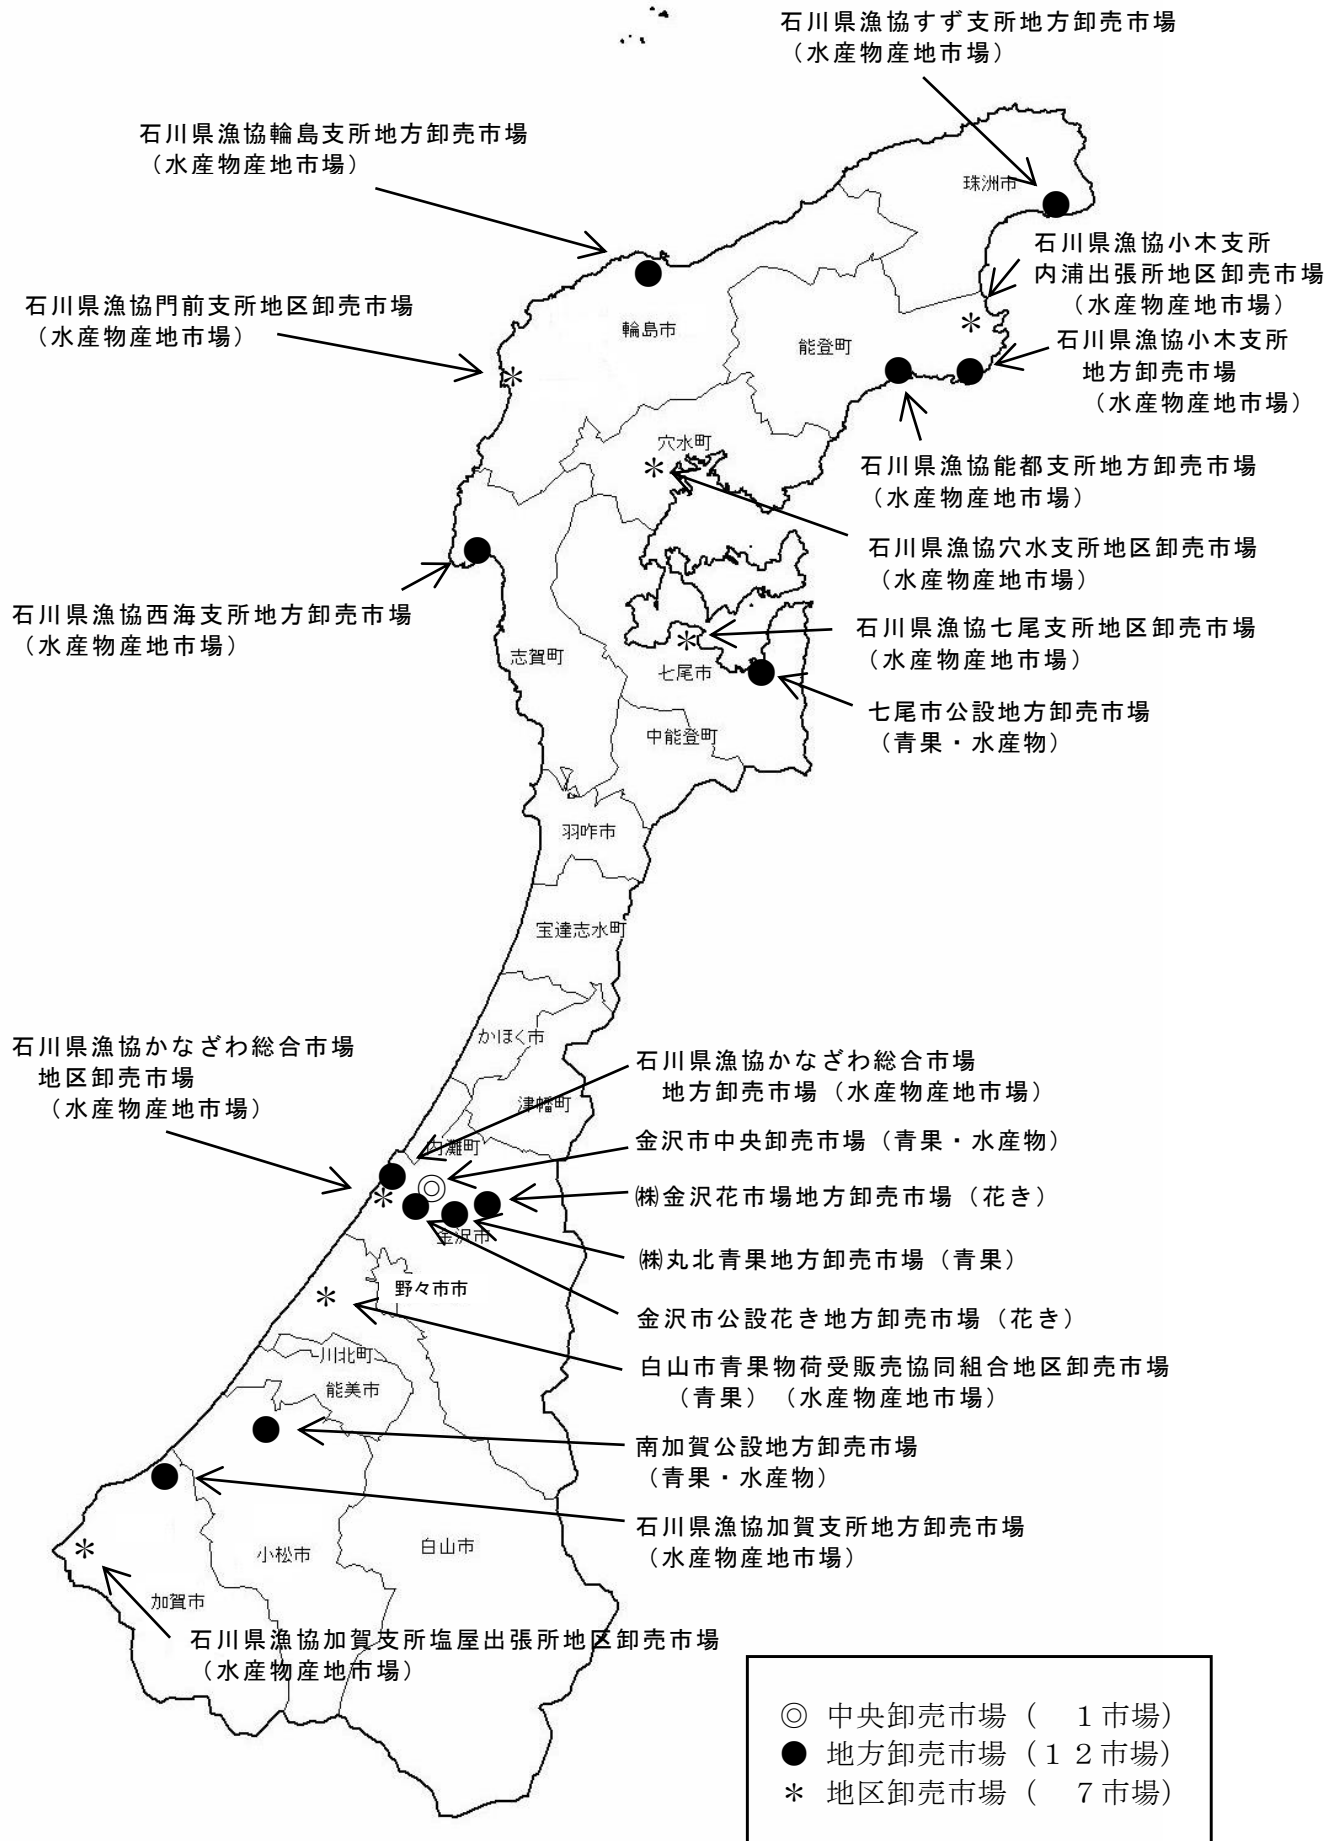 石川県漁協すず支所地方卸売市場
（水産物産地市場）
石川県漁協輪島支所地方卸売市場
（水産物産地市場）
珠洲市
石川県漁協小木支所
内浦出張所地区卸売市場
（水産物産地市場）
石川県漁協門前支所地区卸売市場
（水産物産地市場）
輪島市
能登町
石川県漁協小木支所
地方卸売市場
（水産物産地市場）
穴水町
石川県漁協能都支所地方卸売市場
（水産物産地市場）
石川県漁協穴水支所地区卸売市場
（水産物産地市場）
石川県漁協西海支所地方卸売市場
（水産物産地市場）
石川県漁協七尾支所地区卸売市場
（水産物産地市場）
志賀町
七尾市
七尾市公設地方卸売市場
（青果・水産物）
中能登町
羽咋市
宝達志水町
かほく市
石川県漁協かなざわ総合市場
地区卸売市場
（水産物産地市場）
石川県漁協かなざわ総合市場
地方卸売市場（水産物産地市場）
津幡町
内灘町
金沢市中央卸売市場（青果・水産物）
㈱金沢花市場地方卸売市場（花き）
金沢市
㈱丸北青果地方卸売市場（青果）
野々市市
金沢市公設花き地方卸売市場（花き）
川北町
白山市青果物荷受販売協同組合地区卸売市場
（青果）（水産物産地市場）
能美市
南加賀公設地方卸売市場
（青果・水産物）
石川県漁協加賀支所地方卸売市場
（水産物産地市場）
小松市
白山市
加賀市
石川県漁協加賀支所塩屋出張所地区卸売市場
（水産物産地市場）
◎ 中央卸売市場（　１市場）
● 地方卸売市場（１２市場）
＊ 地区卸売市場（　７市場）